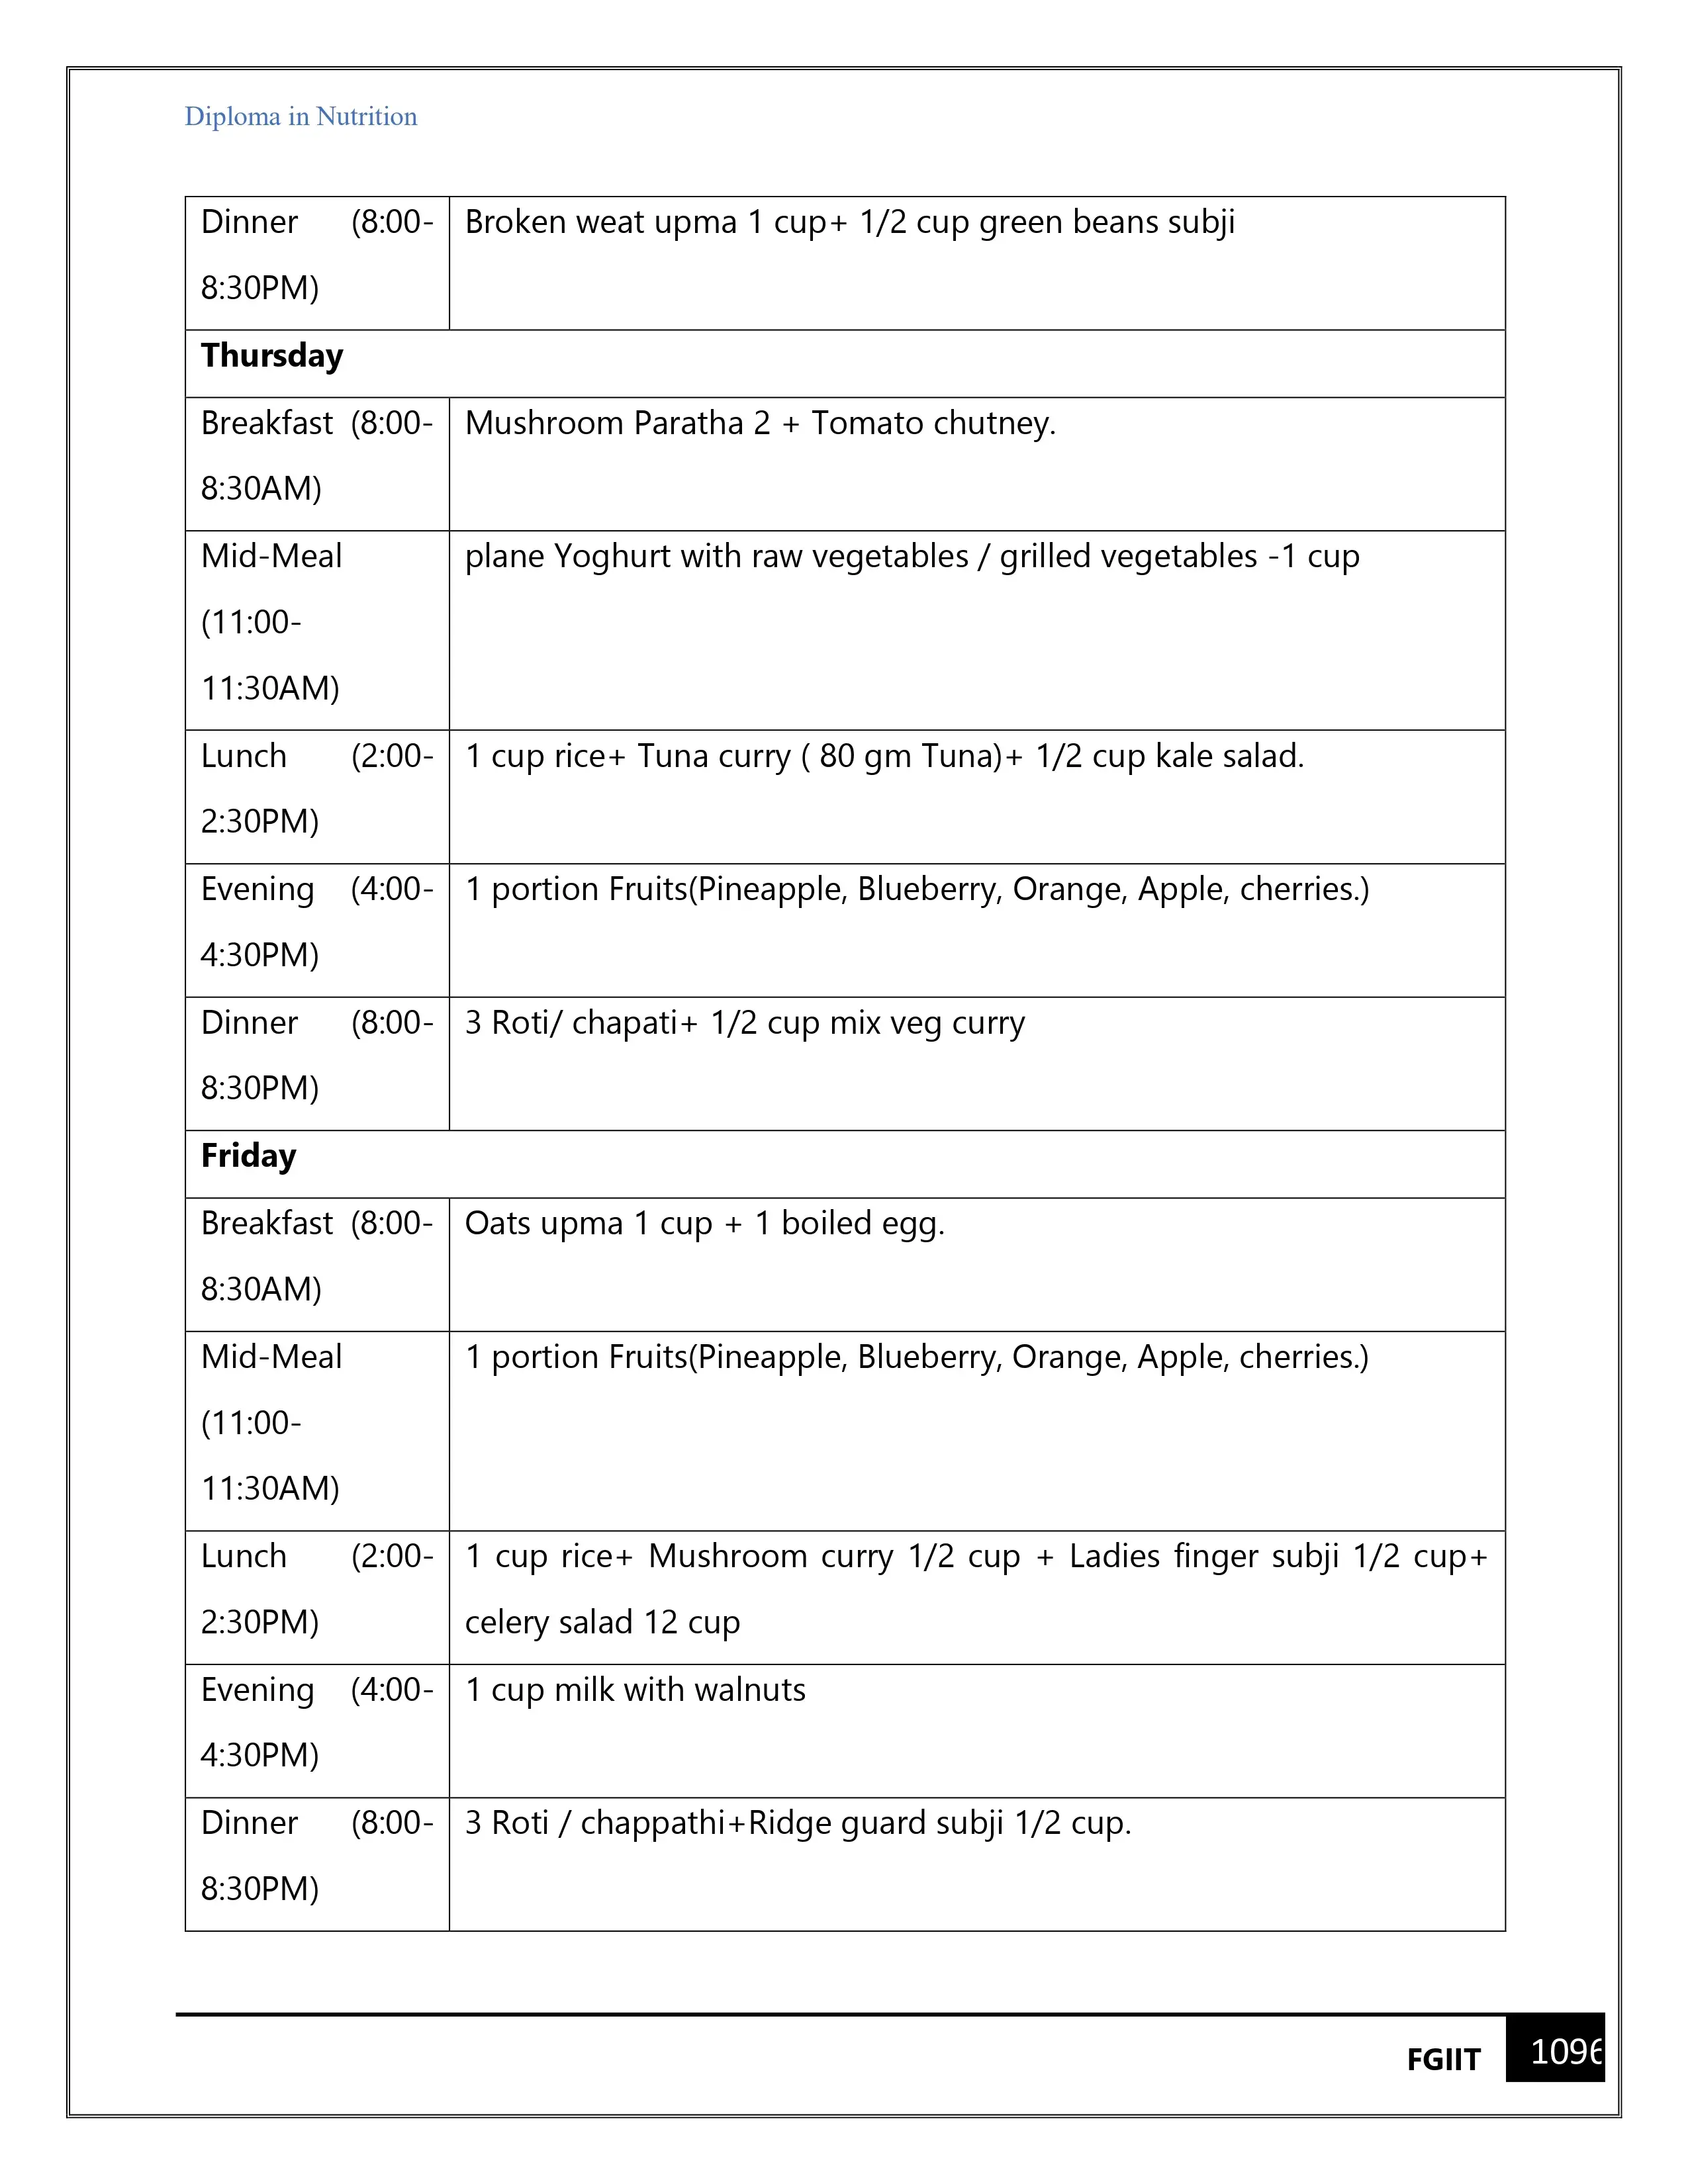 Diploma in Nutrition
Dinner (8:00- Broken weat upma 1 cup+ 1/2 cup green beans subji
8:30PM)
Thursday
Breakfast (8:00- Mushroom Paratha 2 + Tomato chutney.
8:30AM)
Mid-Meal plane Yoghurt with raw vegetables / grilled vegetables -1 cup
(11:00-
11:30AM)
Lunch (2:00- 1 cup rice+ Tuna curry ( 80 gm Tuna)+ 1/2 cup kale salad.
2:30PM)
Evening (4:00- 1 portion Fruits(Pineapple, Blueberry, Orange, Apple, cherries.)
4:30PM)
Dinner (8:00- 3 Roti/ chapati+ 1/2 cup mix veg curry
8:30PM)
Friday
Breakfast (8:00- Oats upma 1 cup + 1 boiled egg.
8:30AM)
Mid-Meal 1 portion Fruits(Pineapple, Blueberry, Orange, Apple, cherries.)
(11:00-
11:30AM)
Lunch (2:00- 1 cup rice+ Mushroom curry 1/2 cup + Ladies finger subji 1/2 cup+
2:30PM) celery salad 12 cup
Evening (4:00- 1 cup milk with walnuts
4:30PM)
Dinner (8:00- 3 Roti / chappathi+Ridge guard subji 1/2 cup.
8:30PM)
FGIIT 1096